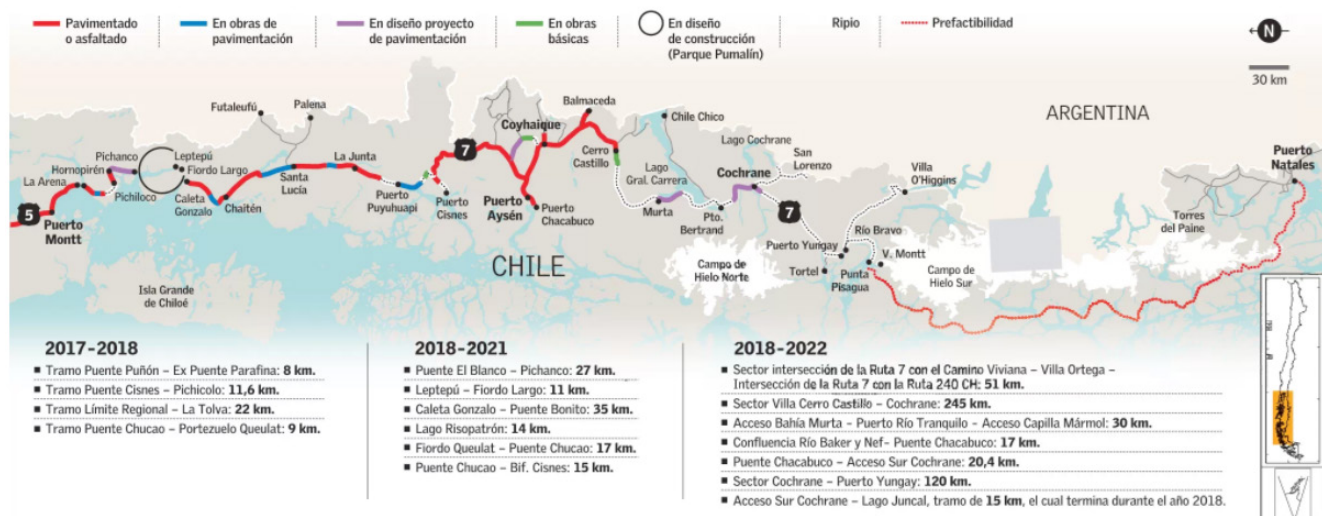 Pavimentado
o asfaltado
En obras de
pavimentación
En diseño proyecto
de pavimentación
En obras
básicas
En diseño
de construcción
(Parque Pumalín)
Ripio
Prefactibilidad
N
30 km
ARGENTINA
CHILE
5
7
7
Puerto
Montt
La Arena
Hornopirén
Pichanco
Pichiloco
Leptepú
Fiordo Largo
Caleta
Gonzalo
Chaitén
Futaleufú
Palena
Santa
Lucía
La Junta
Puerto
Puyuhuapi
Puerto
Cisnes
Coyhaique
Puerto
Aysén
Puerto
Chacabuco
Balmaceda
Cerro
Castillo
Chile Chico
Lago
Gral. Carrera
Murta
Pto.
Bertrand
Lago Cochrane
Cochrane
San
Lorenzo
Villa
O'Higgins
Puerto Yungay
Río Bravo
Tortel
Punta
Pisagua
V. Montt
Campo de
Hielo Norte
Campo de
Hielo Sur
Torres
del Paine
Puerto
Natales
Isla Grande
de Chiloé
2017-2018
Tramo Puente Puñón – Ex Puente Parafina: 8 km.
Tramo Puente Cisnes – Pichicolo: 11,6 km.
Tramo Límite Regional – La Tolva: 22 km.
Tramo Puente Chucao – Portezuelo Queulat: 9 km.
2018-2021
Puente El Blanco – Pichanco: 27 km.
Leptepú – Fiordo Largo: 11 km.
Caleta Gonzalo – Puente Bonito: 35 km.
Lago Risopatrón: 14 km.
Fiordo Queulat – Puente Chucao: 17 km.
Puente Chucao – Bif. Cisnes: 15 km.
2018-2022
Sector intersección de la Ruta 7 con el Camino Viviana – Villa Ortega –
Intersección de la Ruta 7 con la Ruta 240 CH: 51 km.
Sector Villa Cerro Castillo – Cochrane: 245 km.
Acceso Bahía Murta - Puerto Río Tranquilo - Acceso Capilla Mármol: 30 km.
Confluencia Río Baker y Nef- Puente Chacabuco: 17 km.
Puente Chacabuco – Acceso Sur Cochrane: 20,4 km.
Sector Cochrane – Puerto Yungay: 120 km.
Acceso Sur Cochrane – Lago Juncal, tramo de 15 km, el cual termina durante el año 2018.